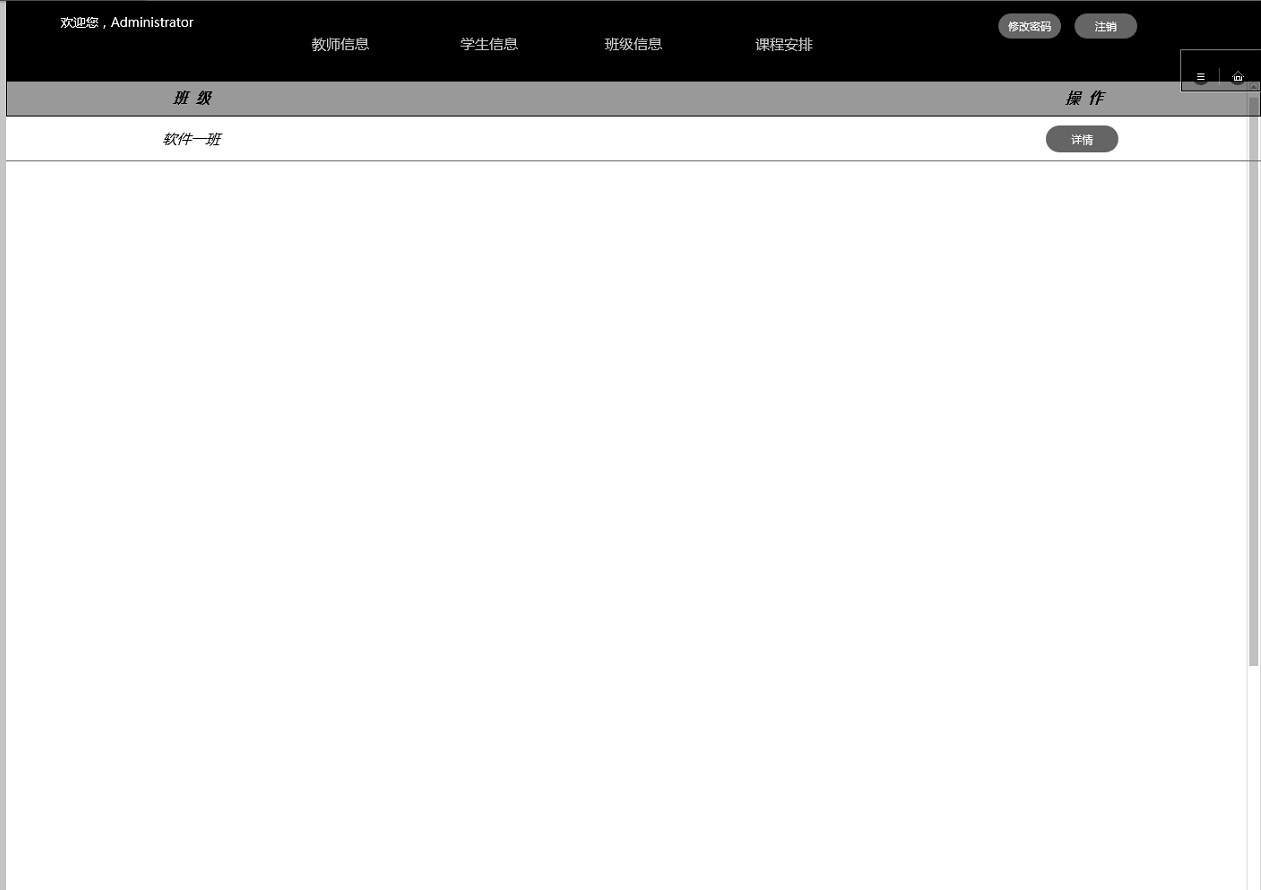 欢迎您，Administrator
修改密码 注销
教师信息 学生信息 班级信息 课程安排
班 级 操 作
软件一班 详情